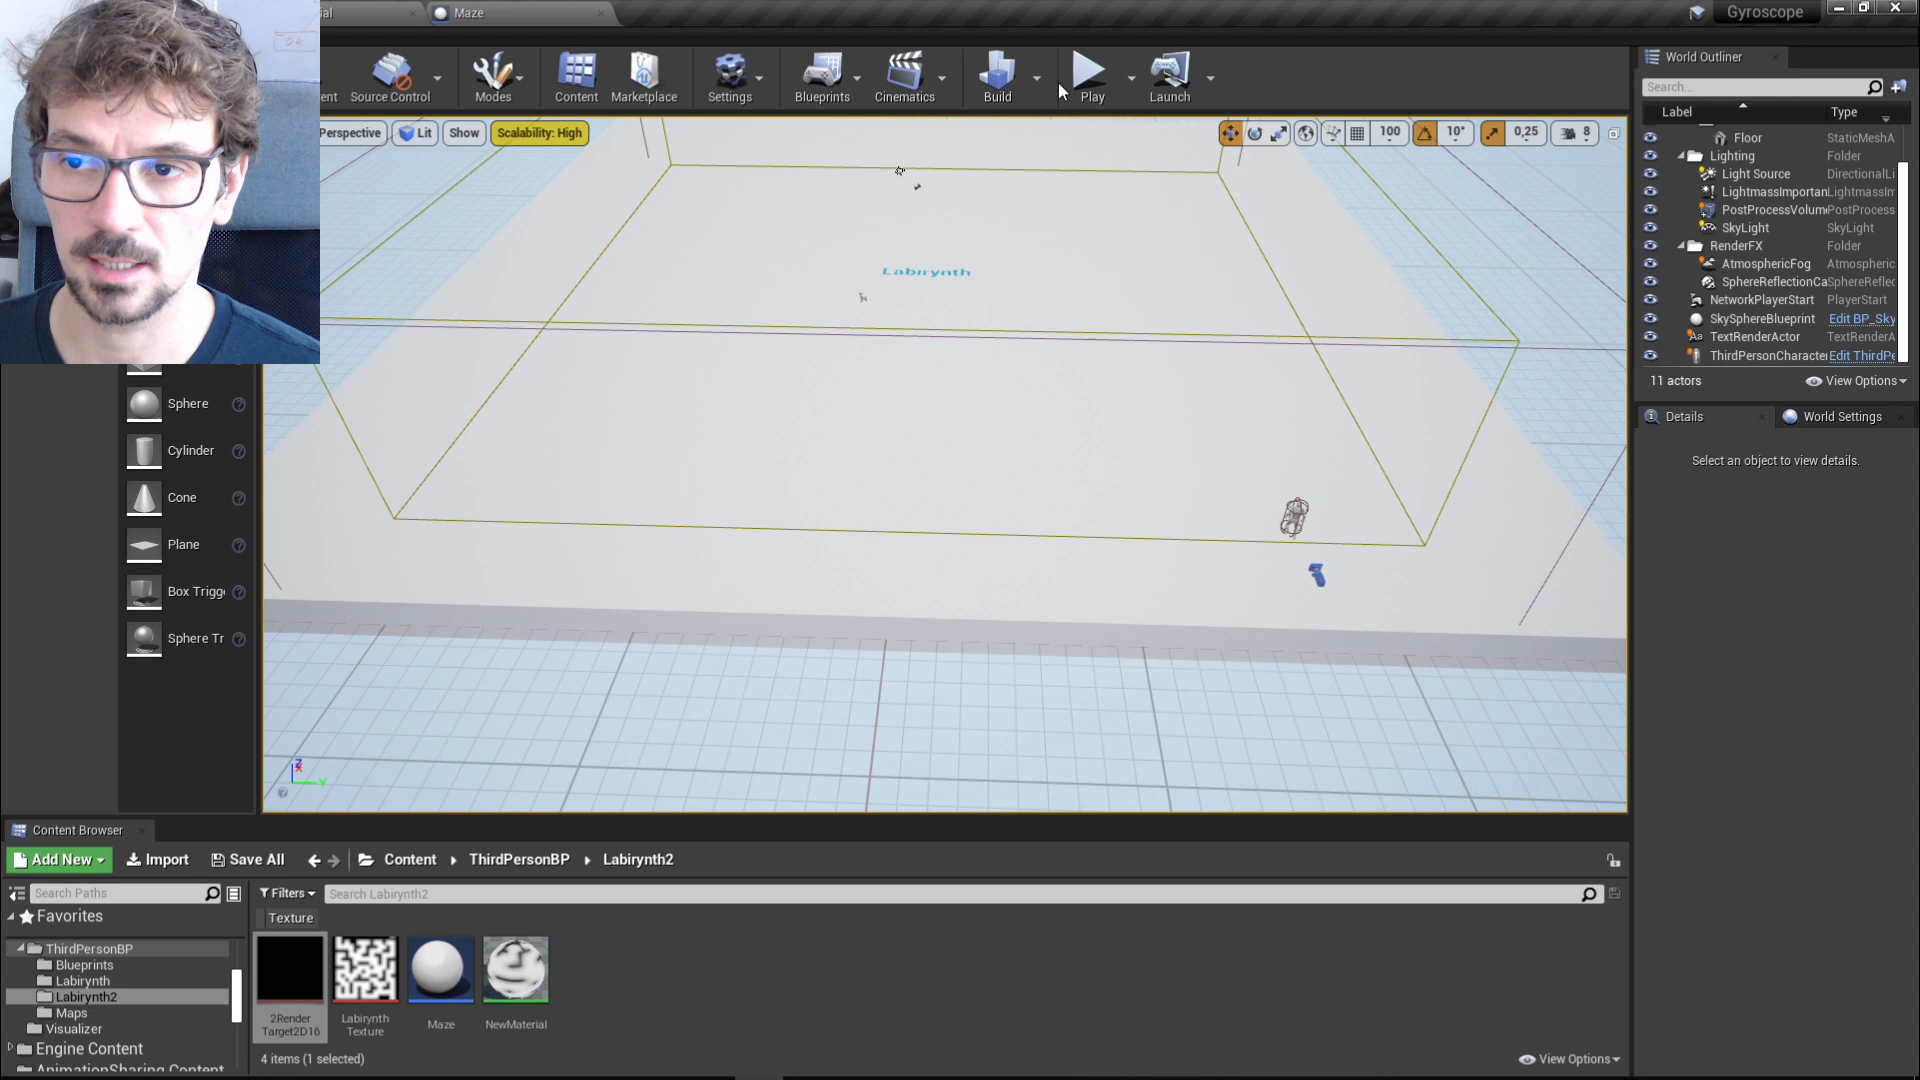 ial
Maze
Gyroscope
ok
ent
Source Control
Modes
Content
Marketplace
Settings
Blueprints
Cinematics
Build
Play
Launch
Perspective
Lit
Show
Scalability: High
100
10°
0,25
8
Labirynth
World Outliner
Search...
Label
Type
Floor
StaticMeshA
Lighting
Folder
Light Source
DirectionalLi
LightmassImportan
LightmassIm
PostProcessVolum
PostProcess
SkyLight
SkyLight
RenderFX
Folder
AtmosphericFog
Atmospheric
SphereReflectionCa
SphereReflec
NetworkPlayerStart
PlayerStart
SkySphereBlueprint
Edit BP_Sky
TextRenderActor
TextRenderA
ThirdPersonCharacter
Edit ThirdPe
11 actors
View Options
Details
World Settings
Select an object to view details.
Sphere
Cylinder
Cone
Plane
Box Trigge
Sphere Tr
Z
X
Y
Content Browser
Add New
Import
Save All
Content
ThirdPersonBP
Labirynth2
Search Paths
Filters
Search Labirynth2
Favorites
Texture
ThirdPersonBP
Blueprints
Labirynth
Labirynth2
Maps
Visualizer
Engine Content
AnimationSharing Content
2Render
Target2D16
Labirynth
Texture
Maze
NewMaterial
4 items (1 selected)
View Options